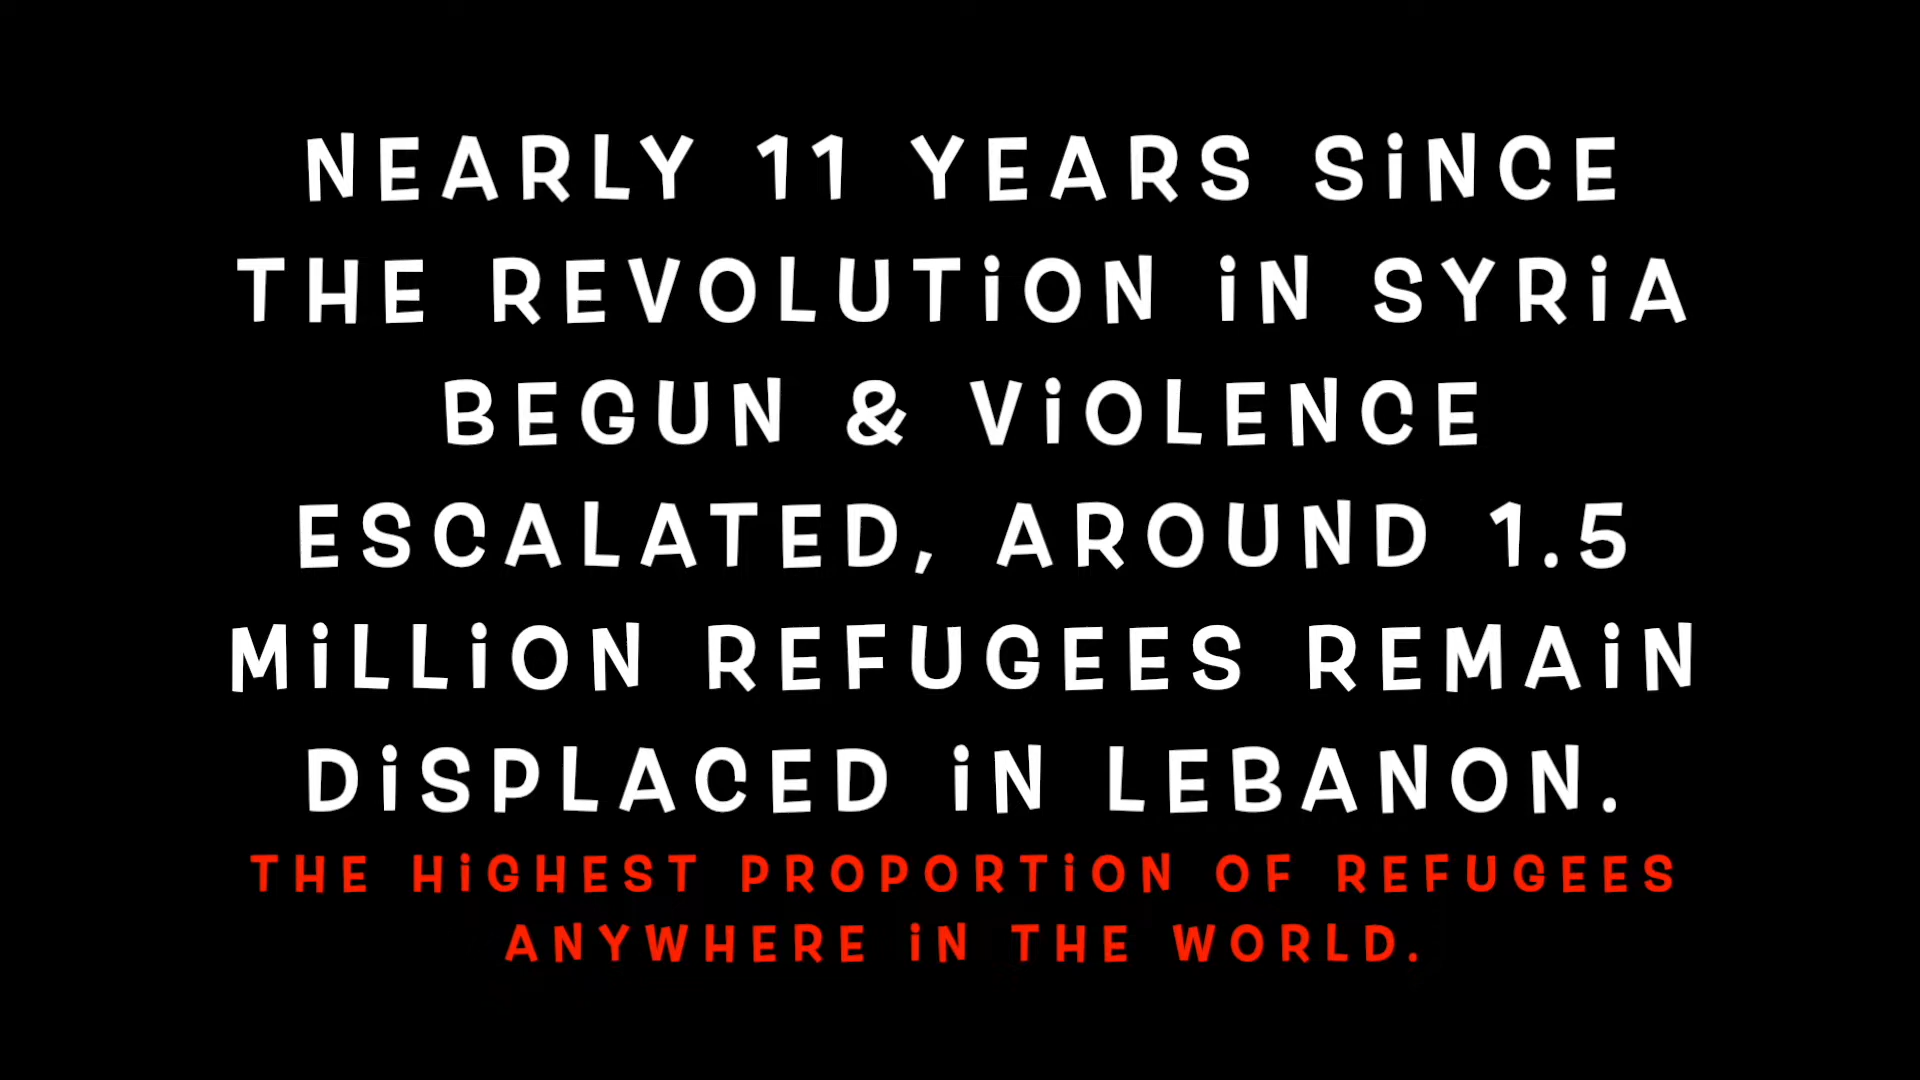 NEARLY 11 YEARS SiNCE
THE REVOLUTiON iN SYRiA
BEGUN & ViOLENCE
ESCALATED, AROUND 1.5
MiLLiON REFUGEES REMAiN
DiSPLACED iN LEBANON.
THE HiGHEST PROPORTiON OF REFUGEES
ANYWHERE iN THE WORLD.